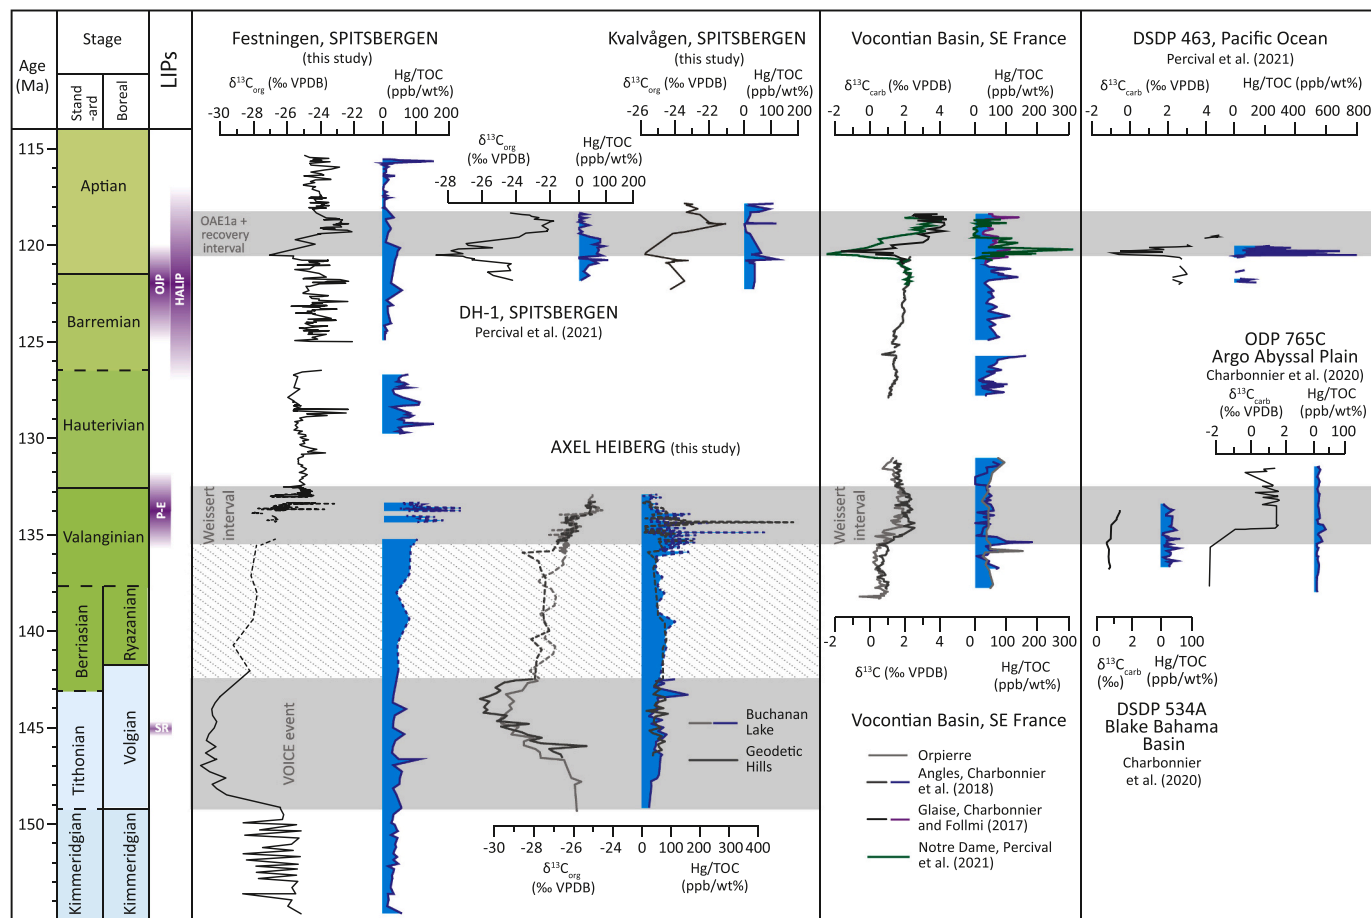 Age
(Ma)
Stage
Stand
-ard
Boreal
LIPs
Festningen, SPITSBERGEN
(this study)
δ¹³Corg
(‰ VPDB)
Hg/TOC
(ppb/wt%)
-30 -26 -24 -22
0 100 200
Kvalvågen, SPITSBERGEN
(this study)
δ¹³Corg
(‰ VPDB)
Hg/TOC
(ppb/wt%)
-26 -24 -22
0 100 200
Vocontian Basin, SE France
δ¹³Ccarb (‰ VPDB)
Hg/TOC
(ppb/wt%)
-2 0 2 4
0 100 200 300
DSDP 463, Pacific Ocean
Percival et al. (2021)
δ¹³Ccarb (‰ VPDB)
Hg/TOC (ppb/wt%)
-2 0 2 4
0 200 400 600 800
δ¹³Corg
(‰ VPDB)
Hg/TOC
(ppb/wt%)
-28 -26 -24 -22
0 100 200
DH-1, SPITSBERGEN
Percival et al. (2021)
115
120
125
130
135
140
145
150
Aptian
Barremian
Hauterivian
Valanginian
Berriasian
Ryazanian
Tithonian
Volgian
Kimmeridgian
Kimmeridgian
OJP
HALIP
P-E
SR
OAE1a +
recovery
interval
Weissert
interval
VOICE event
Weissert
interval
ODP 765C
Argo Abyssal Plain
Charbonnier et al. (2020)
δ¹³Ccarb
(‰ VPDB)
Hg/TOC
(ppb/wt%)
-2 0 2
0 100
AXEL HEIBERG (this study)
Buchanan
Lake
Geodetic
Hills
-30 -28 -26 -24
0 100 200 400
δ¹³Corg
(‰ VPDB)
Hg/TOC
(ppb/wt%)
-2 0 2 4
0 100 200 300
δ¹³C (‰ VPDB)
Hg/TOC
(ppb/wt%)
Vocontian Basin, SE France
Orpierre
Angles, Charbonnier
et al. (2018)
Glaise, Charbonnier
and Follmi (2017)
Notre Dame, Percival
et al. (2021)
0 2
0 100
δ¹³Ccarb
(‰)
Hg/TOC
(ppb/wt%)
DSDP 534A
Blake Bahama
Basin
Charbonnier
et al. (2020)